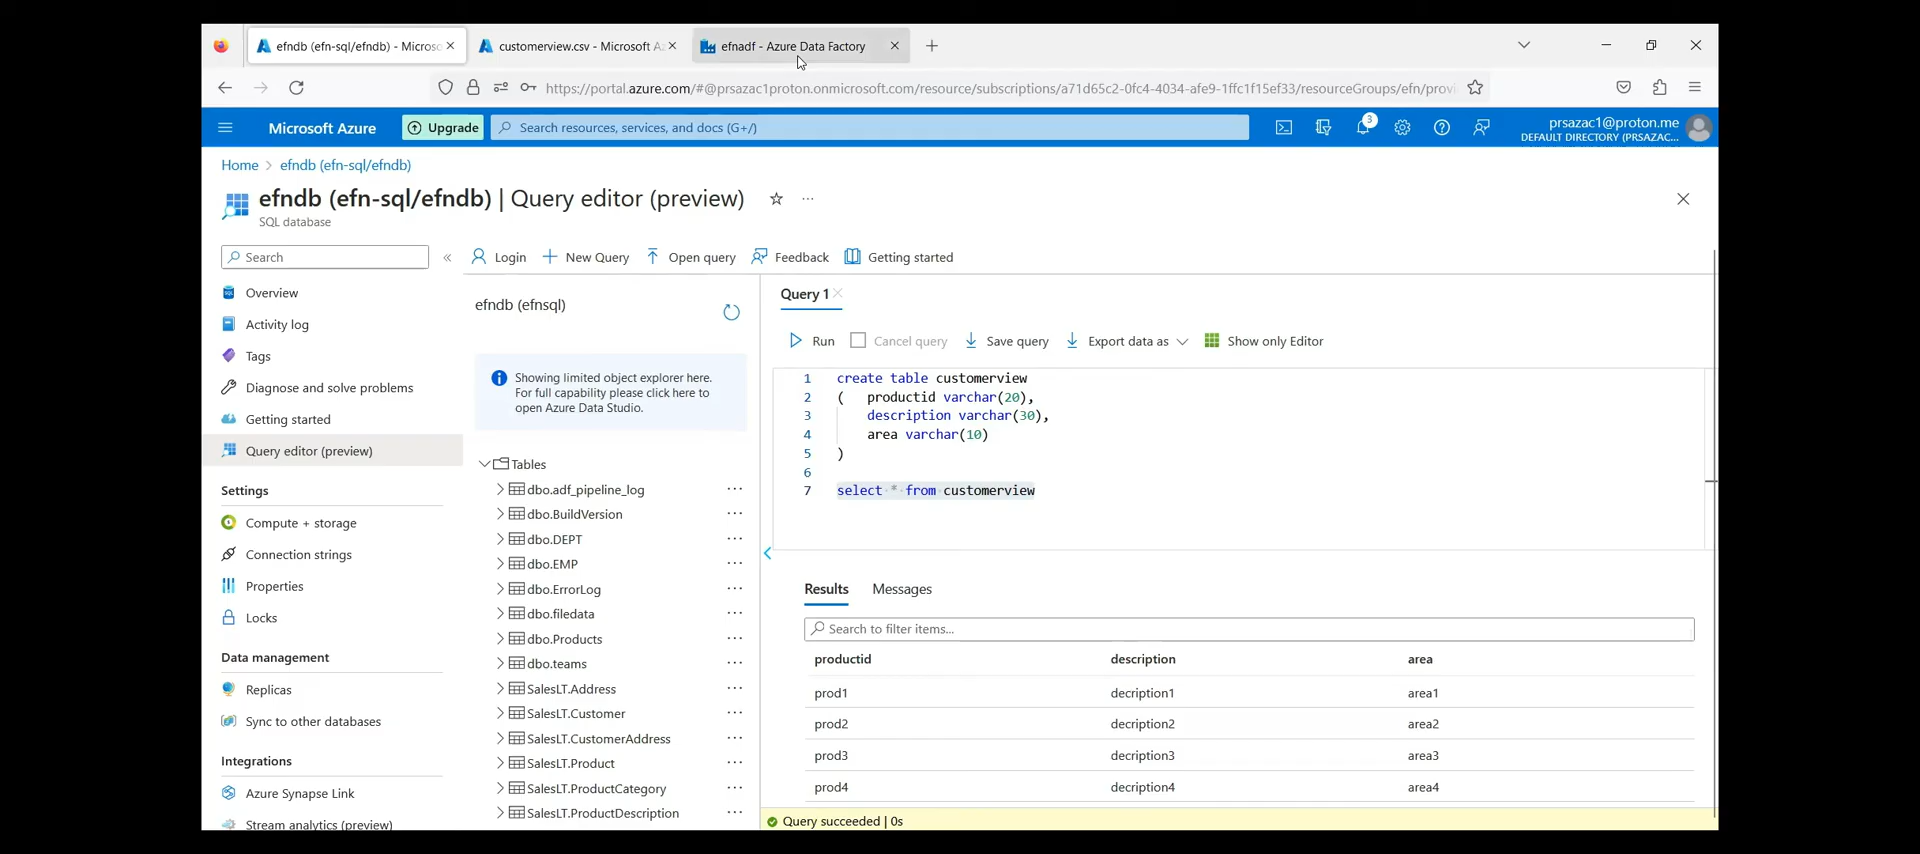 efndb (efn-sql/efndb) - Microso
customerview.csv - Microsoft A
efnadf - Azure Data Factory
https://portal.azure.com/#@prsazac1proton.onmicrosoft.com/resource/subscriptions/a71d65c2-0fc4-4034-afe9-1ffc1f15ef33/resourceGroups/efn/provi
Microsoft Azure
Upgrade
Search resources, services, and docs (G+/)
3
prsazac1@proton.me
DEFAULT DIRECTORY (PRSAZAC...
Home > efndb (efn-sql/efndb)
efndb (efn-sql/efndb) | Query editor (preview)
SQL database
Search
Overview
Activity log
Tags
Diagnose and solve problems
Getting started
Query editor (preview)
Settings
Compute + storage
Connection strings
Properties
Locks
Data management
Replicas
Sync to other databases
Integrations
Azure Synapse Link
Stream analytics (preview)
Login
New Query
Open query
Feedback
Getting started
efndb (efnsql)
Showing limited object explorer here.
For full capability please click here to
open Azure Data Studio.
Tables
dbo.adf_pipeline_log
dbo.BuildVersion
dbo.DEPT
dbo.EMP
dbo.ErrorLog
dbo.filedata
dbo.Products
dbo.teams
SalesLT.Address
SalesLT.Customer
SalesLT.CustomerAddress
SalesLT.Product
SalesLT.ProductCategory
SalesLT.ProductDescription
Query 1
Run
Cancel query
Save query
Export data as
Show only Editor
1 create table customerview
2 ( productid varchar(20),
3 description varchar(30),
4 area varchar(10)
5 )
6
7 select * from customerview
Results
Messages
Search to filter items...
productid description area
prod1 decription1 area1
prod2 decription2 area2
prod3 decription3 area3
prod4 decription4 area4
Query succeeded | 0s